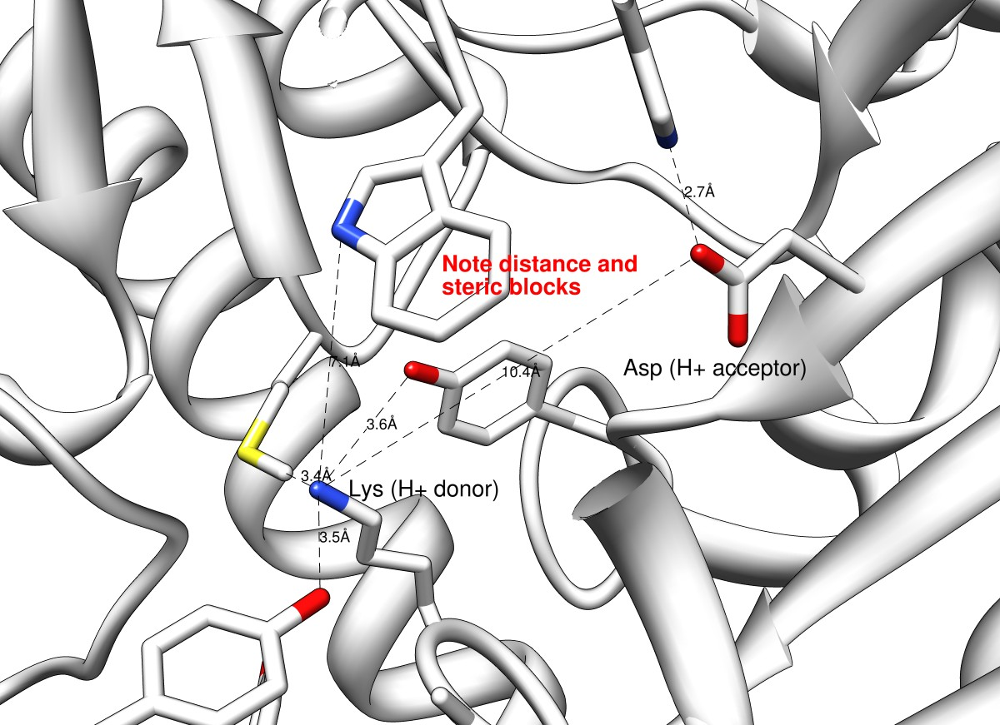 2.7Å
Note distance and
steric blocks
7.1Å
10.4Å
Asp (H+ acceptor)
3.6Å
3.4Å
Lys (H+ donor)
3.5Å